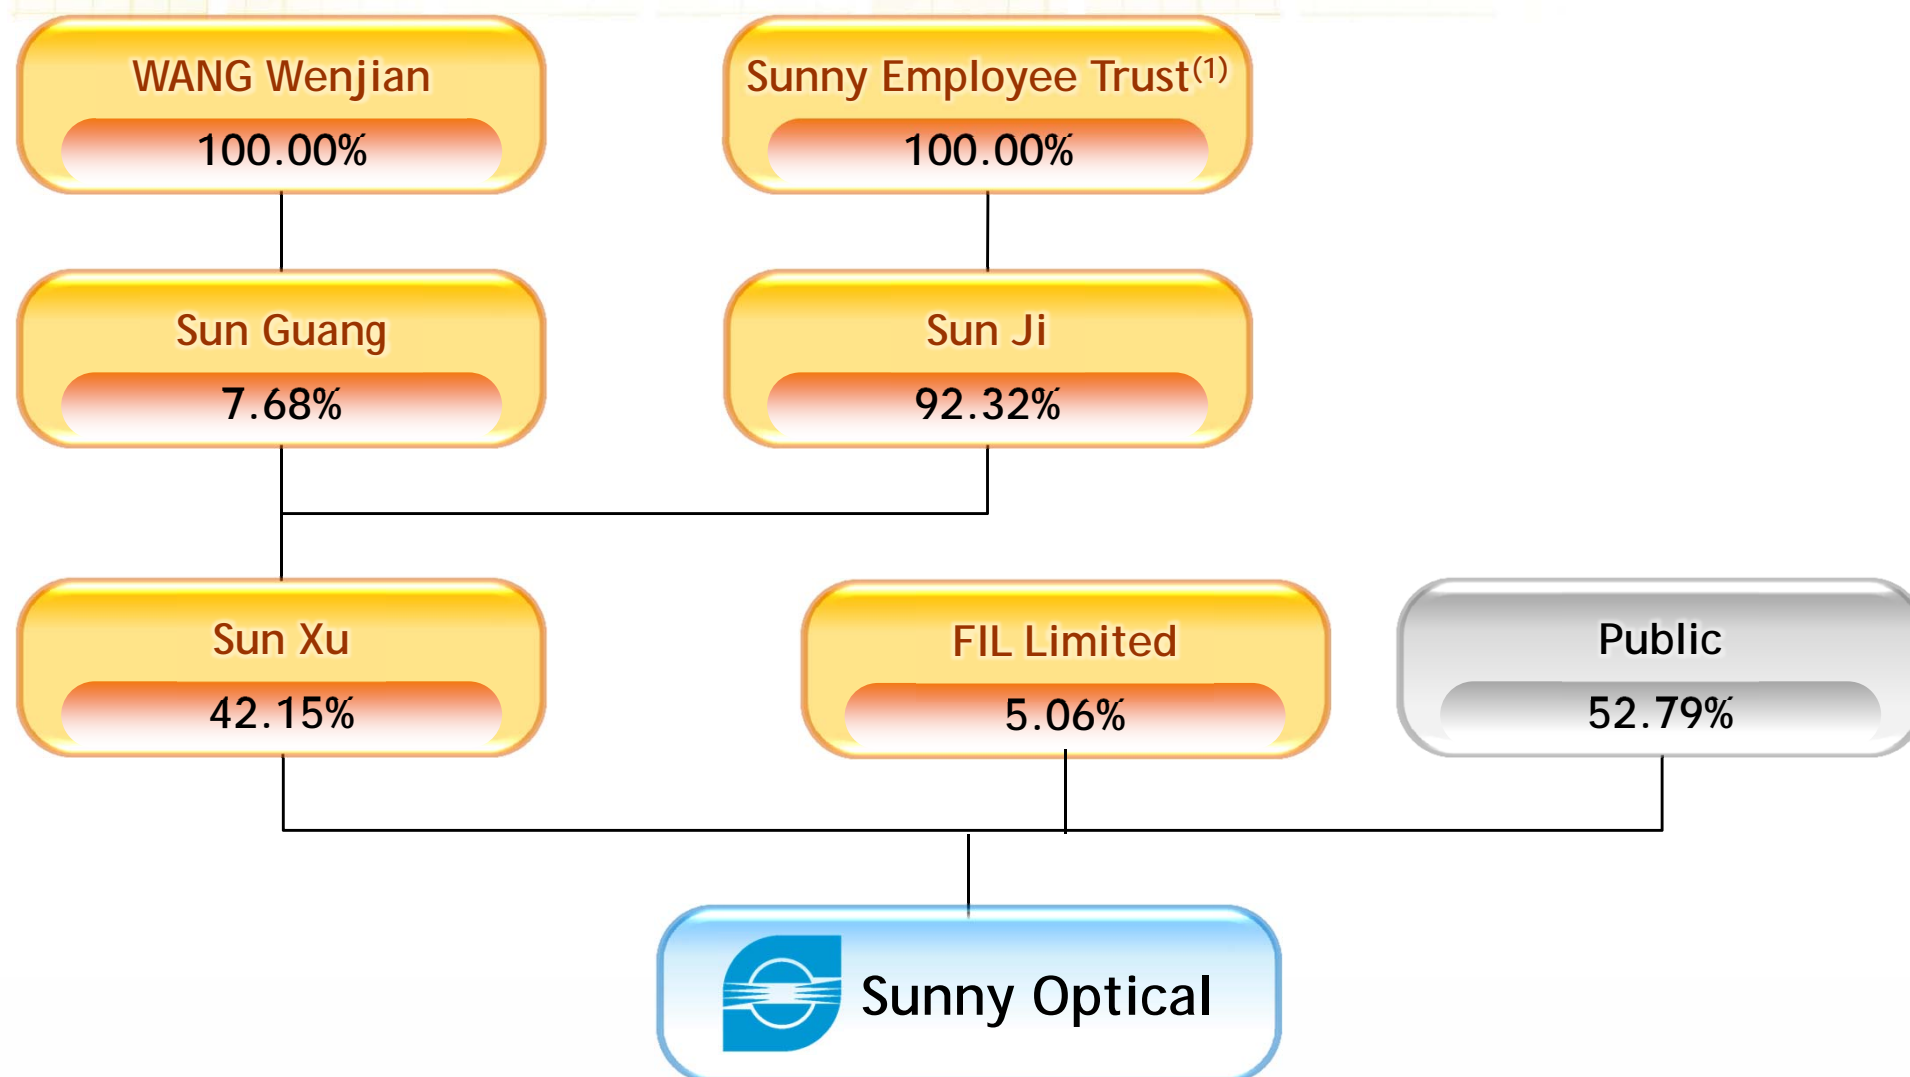 WANG Wenjian
100.00%
Sunny Employee Trust(1)
100.00%
Sun Guang
7.68%
Sun Ji
92.32%
Sun Xu
42.15%
FIL Limited
5.06%
Public
52.79%
Sunny Optical